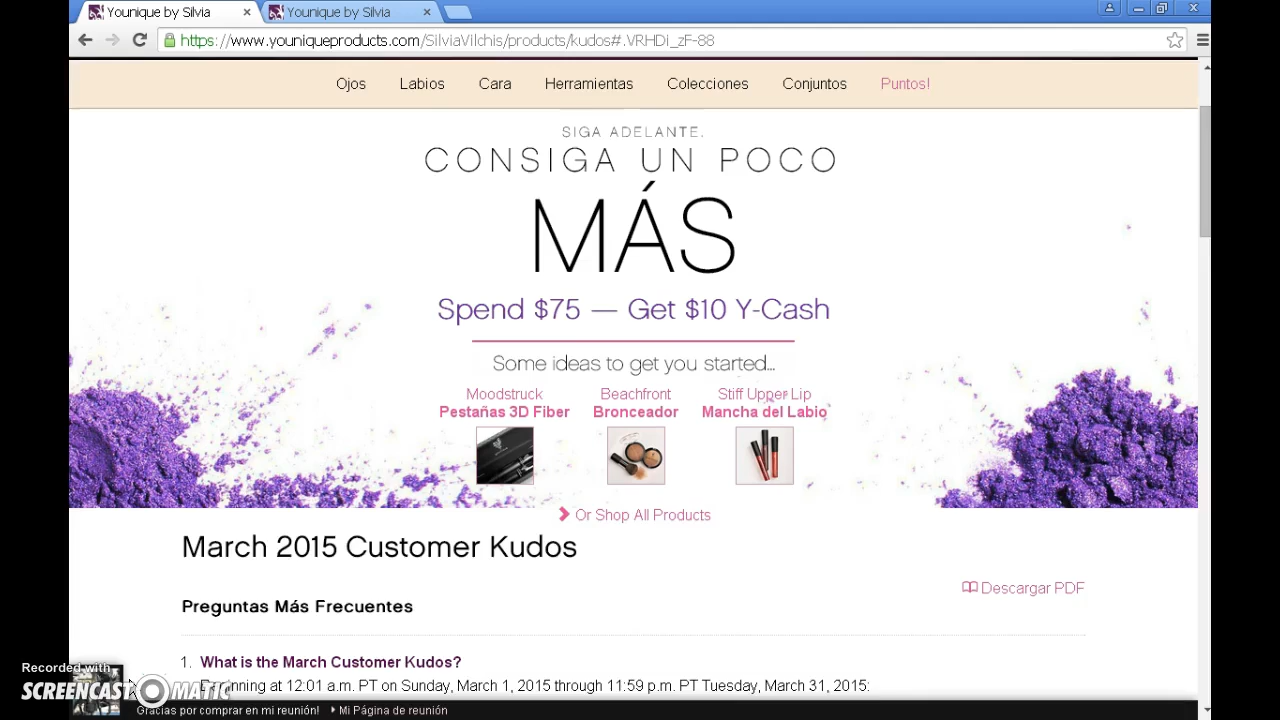 Younique by Silvia
Younique by Silvia
https://www.youniqueproducts.com/SilviaVilchis/products/kudos#.VRHDi_zF-88
Ojos Labios Cara Herramientas Colecciones Conjuntos Puntos!
SIGA ADELANTE.
CONSIGA UN POCO
MÁS
Spend $75 — Get $10 Y-Cash
Some ideas to get you started...
Moodstruck Beachfront Stiff Upper Lip
Pestañas 3D Fiber Bronceador Mancha del Labio
Or Shop All Products
March 2015 Customer Kudos
Descargar PDF
Preguntas Más Frecuentes
1. What is the March Customer Kudos?
at 12:01 a.m. PT on Sunday, March 1, 2015 through 11:59 p.m. PT Tuesday, March 31, 2015:
Recorded with
SCREENCAST-O-MATIC
Gracias por comprar en mi reunión! Mi Página de reunión